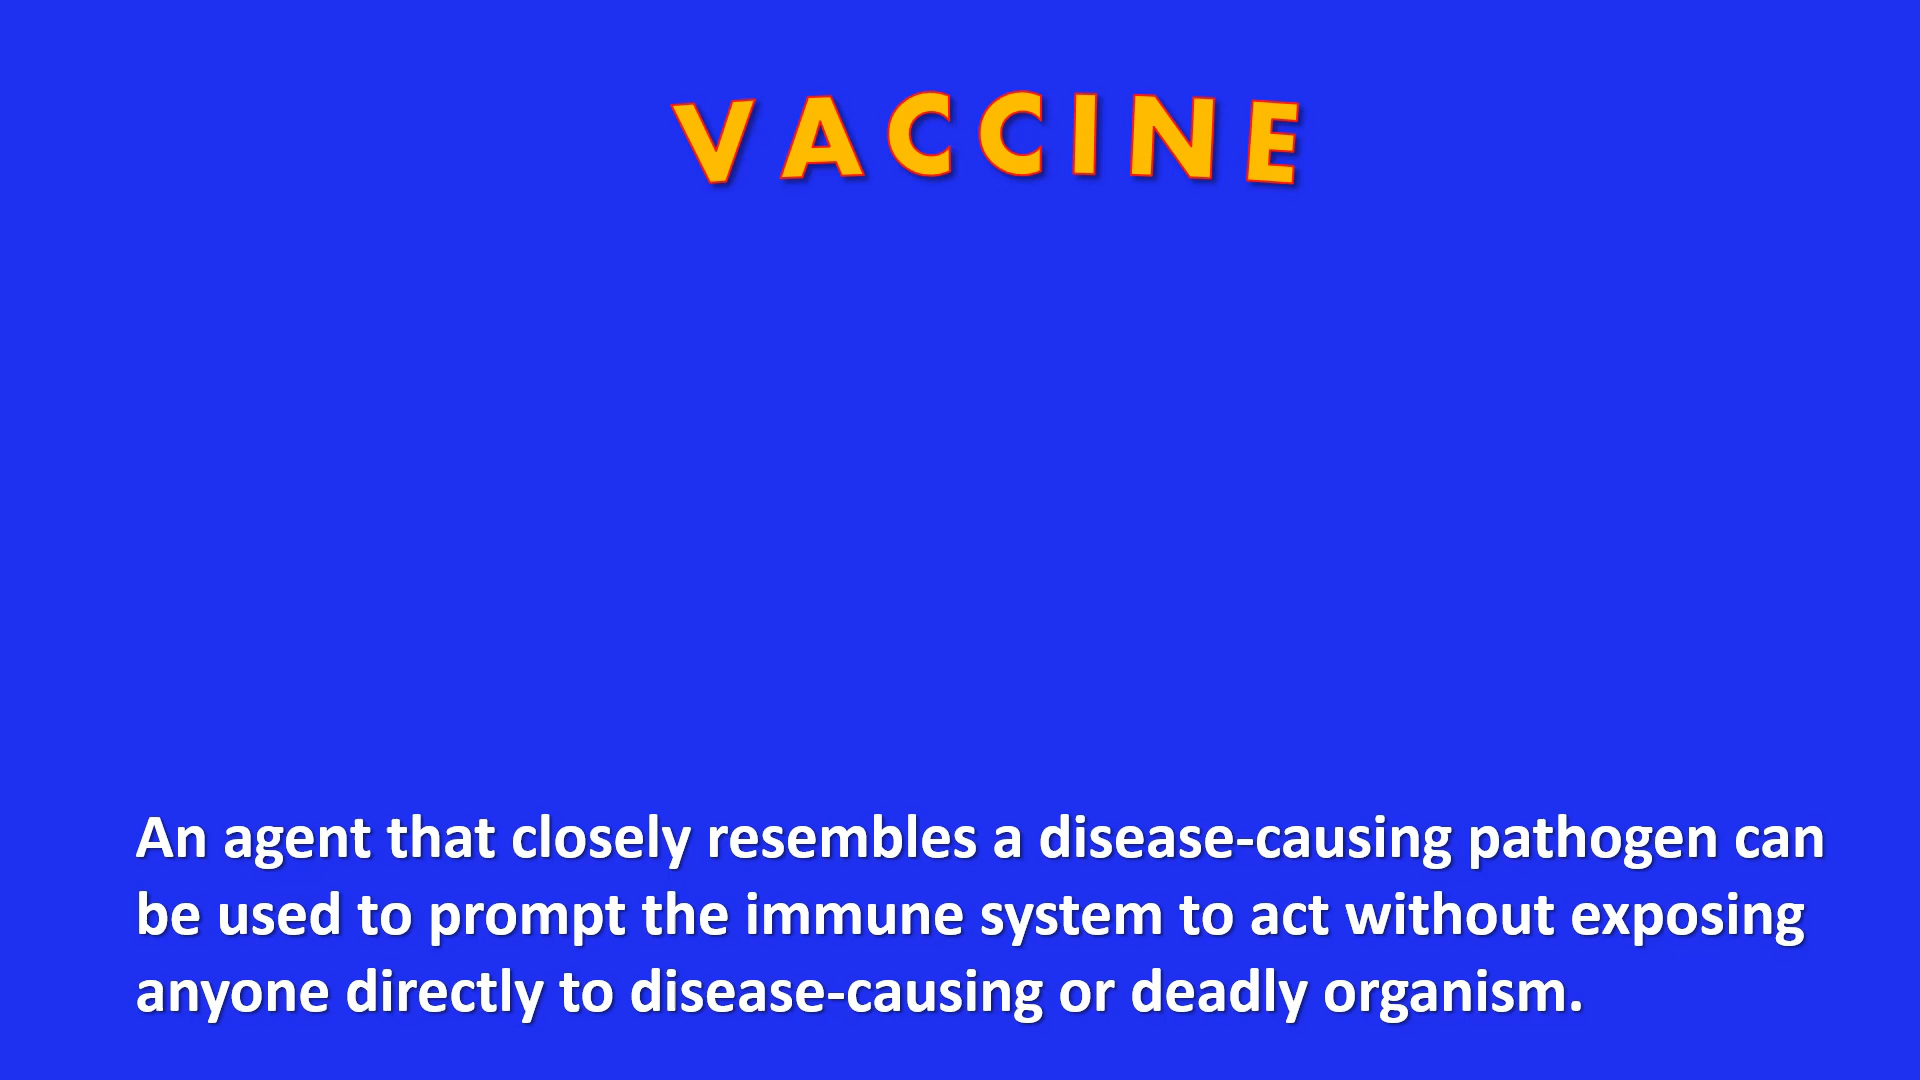 VACCINE
An agent that closely resembles a disease-causing pathogen can
be used to prompt the immune system to act without exposing
anyone directly to disease-causing or deadly organism.